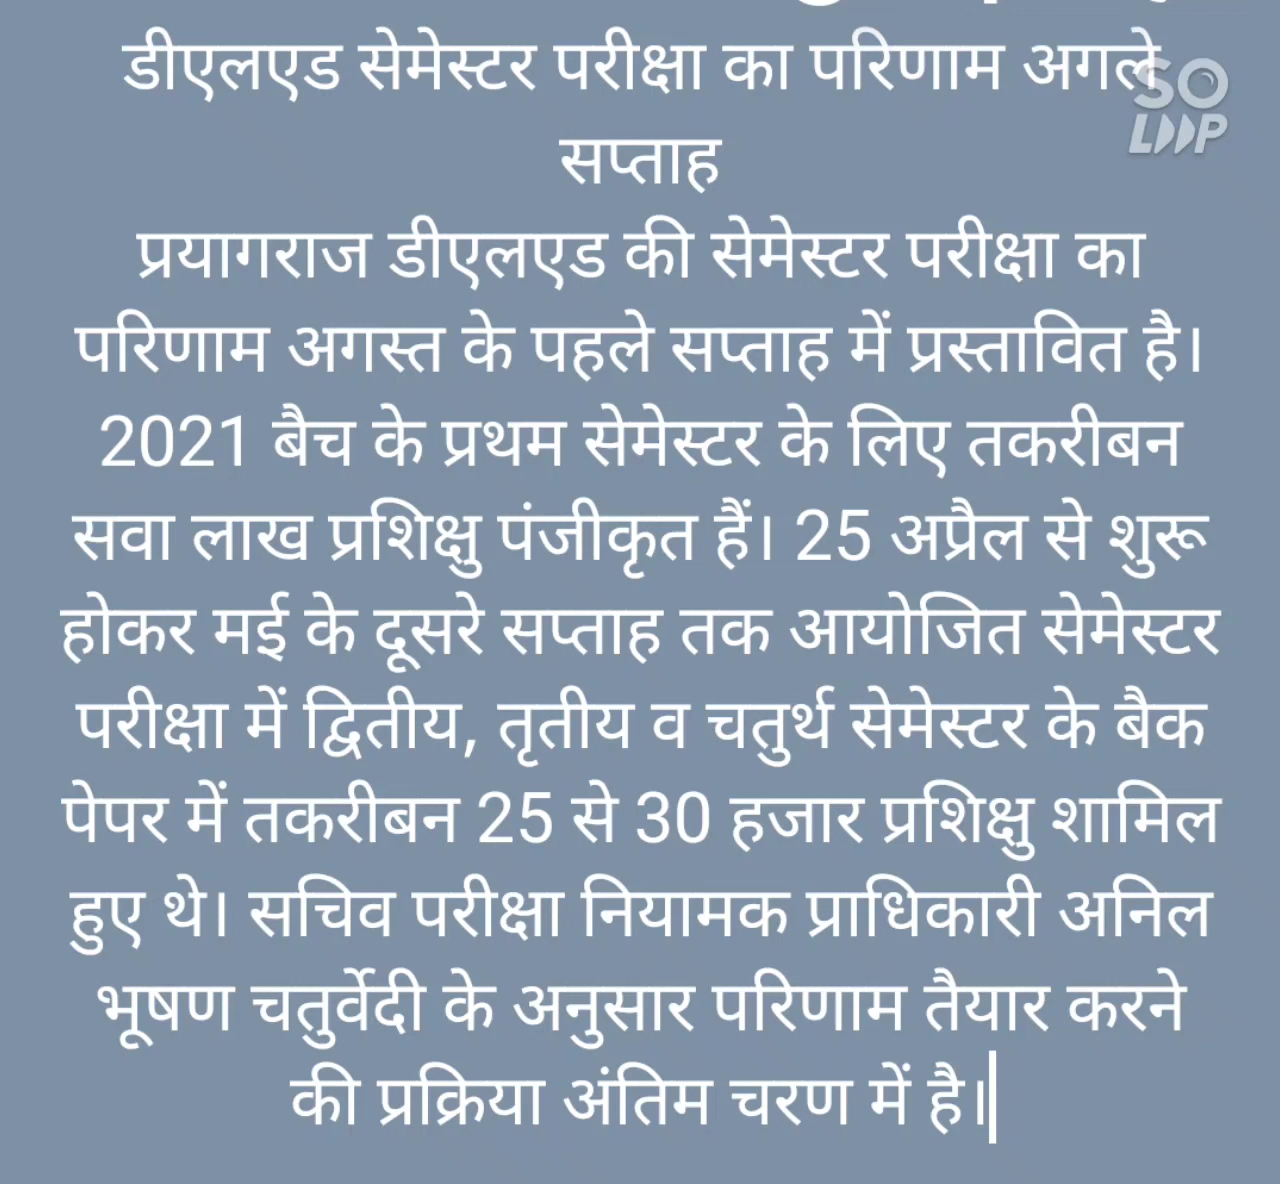 डीएलएड सेमेस्टर परीक्षा का परिणाम अगले
सप्ताह
प्रयागराज डीएलएड की सेमेस्टर परीक्षा का
परिणाम अगस्त के पहले सप्ताह में प्रस्तावित है।
2021 बैच के प्रथम सेमेस्टर के लिए तकरीबन
सवा लाख प्रशिक्षु पंजीकृत हैं। 25 अप्रैल से शुरू
होकर मई के दूसरे सप्ताह तक आयोजित सेमेस्टर
परीक्षा में द्वितीय, तृतीय व चतुर्थ सेमेस्टर के बैक
पेपर में तकरीबन 25 से 30 हजार प्रशिक्षु शामिल
हुए थे। सचिव परीक्षा नियामक प्राधिकारी अनिल
भूषण चतुर्वेदी के अनुसार परिणाम तैयार करने
की प्रक्रिया अंतिम चरण में है।
SO
LOOP